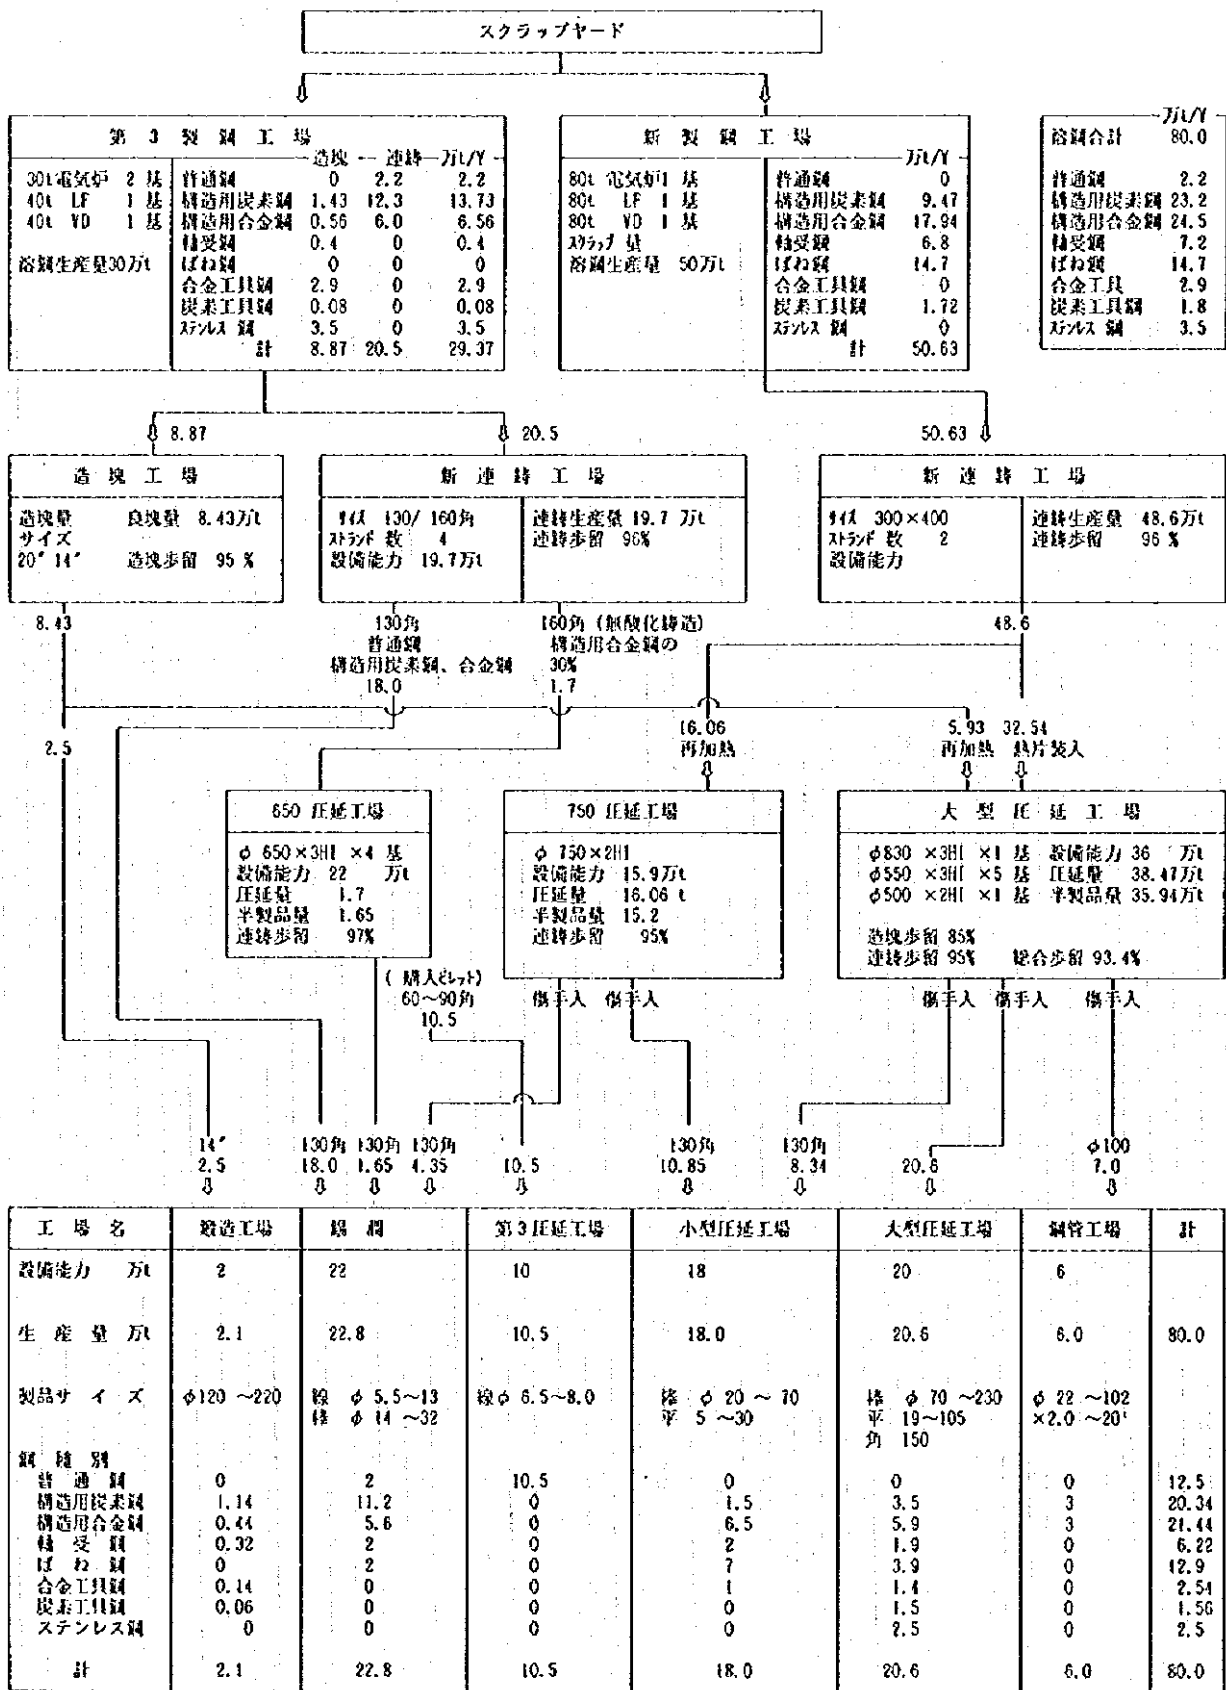 スクラップヤード
第 3 製 鋼 工 場
造塊 連鋳 万t/Y
30t電気炉 2 基 普通鋼 0 2.2 2.2
40t LF 1 基 構造用炭素鋼 1.43 12.3 13.73
40t VD 1 基 構造用合金鋼 0.56 6.0 6.56
軸受鋼 0.4 0 0.4
溶鋼生産量30万t ばね鋼 0 0 0
合金工具鋼 2.9 0 2.9
炭素工具鋼 0.08 0 0.08
ステンレス 鋼 3.5 0 3.5
計 8.87 20.5 29.37
新 製 鋼 工 場
万t/Y
80t 電気炉1 基 普通鋼 0
80t LF 1 基 構造用炭素鋼 9.47
80t VD 1 基 構造用合金鋼 17.94
スクラップ 量 軸受鋼 6.8
溶鋼生産量 50万t ばね鋼 14.7
合金工具鋼 0
炭素工具鋼 1.72
ステンレス 鋼 0
計 50.63
万t/Y
溶鋼合計 80.0
普通鋼 2.2
構造用炭素鋼 23.2
構造用合金鋼 24.5
軸受鋼 7.2
ばね鋼 14.7
合金工具 2.9
炭素工具鋼 1.8
ステンレス 鋼 3.5
8.87 20.5 50.63
造 塊 工 場
造塊量 良塊量 8.43万t
サイズ
20" 14" 造塊歩留 95 %
新 連 鋳 工 場
サイズ 130/ 160角 連鋳生産量 19.7 万t
ストランド 数 4 連鋳歩留 96%
設備能力 19.7万t
新 連 鋳 工 場
サイズ 300×400 連鋳生産量 48.6万t
ストランド 数 2 連鋳歩留 96 %
設備能力
8.43 130角 160角 (無酸化鋳造) 48.6
普通鋼 構造用合金鋼の
構造用炭素鋼、合金鋼 30%
18.0 1.7
2.5 16.06 5.93 32.54
再加熱 再加熱 熱片装入
650 圧延工場
φ 650×3HI ×4 基
設備能力 22 万t
圧延量 1.7
半製品量 1.65
連鋳歩留 97%
750 圧延工場
φ 750×2HI
設備能力 15.9万t
圧延量 16.06 t
半製品量 15.2
連鋳歩留 95%
大 型 圧 延 工 場
φ830 ×3HI ×1 基 設備能力 36 万t
φ550 ×3HI ×5 基 圧延量 38.47万t
φ500 ×2HI ×1 基 半製品量 35.94万t
造塊歩留 85%
連鋳歩留 95% 総合歩留 93.4%
(購入ビレット)
60〜90角
10.5
傷手入 傷手入 傷手入 傷手入 傷手入
14" 130角 130角 130角 130角 130角 φ100
2.5 18.0 1.65 4.35 10.5 10.85 8.34 20.6 7.0
工 場 名 鍛造工場 線 棡 第3圧延工場 小型圧延工場 大型圧延工場 鋼管工場 計
設備能力 万t 2 22 10 18 20 6
生 産 量 万t 2.1 22.8 10.5 18.0 20.6 6.0 80.0
製品サ イ ズ φ120 〜220 線 φ 5.5〜13 線φ 6.5〜8.0 棒 φ 20 〜 70 棒 φ 70 〜230 φ 22 〜102
棒 φ 14 〜32 平 5 〜30 平 19〜105 ×2.0 〜20t
角 150
鋼 種 別
普 通 鋼 0 2 10.5 0 0 0 12.5
構造用炭素鋼 1.14 11.2 0 1.5 3.5 3 20.34
構造用合金鋼 0.44 5.6 0 6.5 5.9 3 21.44
軸 受 鋼 0.32 2 0 2 1.9 0 6.22
ば ね 鋼 0 2 0 7 3.9 0 12.9
合金工具鋼 0.14 0 0 1 1.4 0 2.54
炭素工具鋼 0.06 0 0 0 1.5 0 1.56
ステンレス鋼 0 0 0 0 2.5 0 2.5
計 2.1 22.8 10.5 18.0 20.6 6.0 80.0